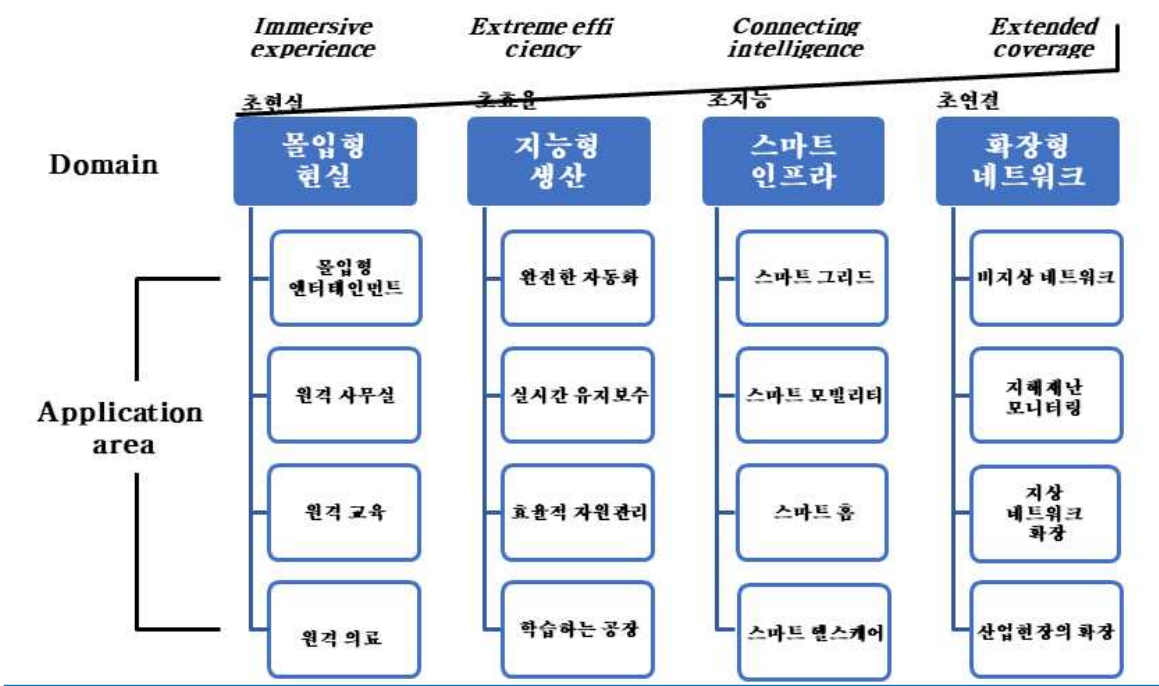 Immersive
experience
Extreme effi
ciency
Connecting
intelligence
Extended
coverage
초현실
초효율
조지능
초연결
Domain
몰입형
현실
지능형
생산
스마트
인프라
확장형
네트워크
몰입형
엔터테인먼트
완전한 자동화
스마트 그리드
비지상 네트워크
원격 사무실
실시간 유지보수
스마트 모빌리티
지해재난
모니터링
Application
area
원격 교육
효율적 자원관리
스마트 홈
지상
네트워크
확장
원격 의료
학습하는 공장
스마트 헬스케어
산업현장의 확장